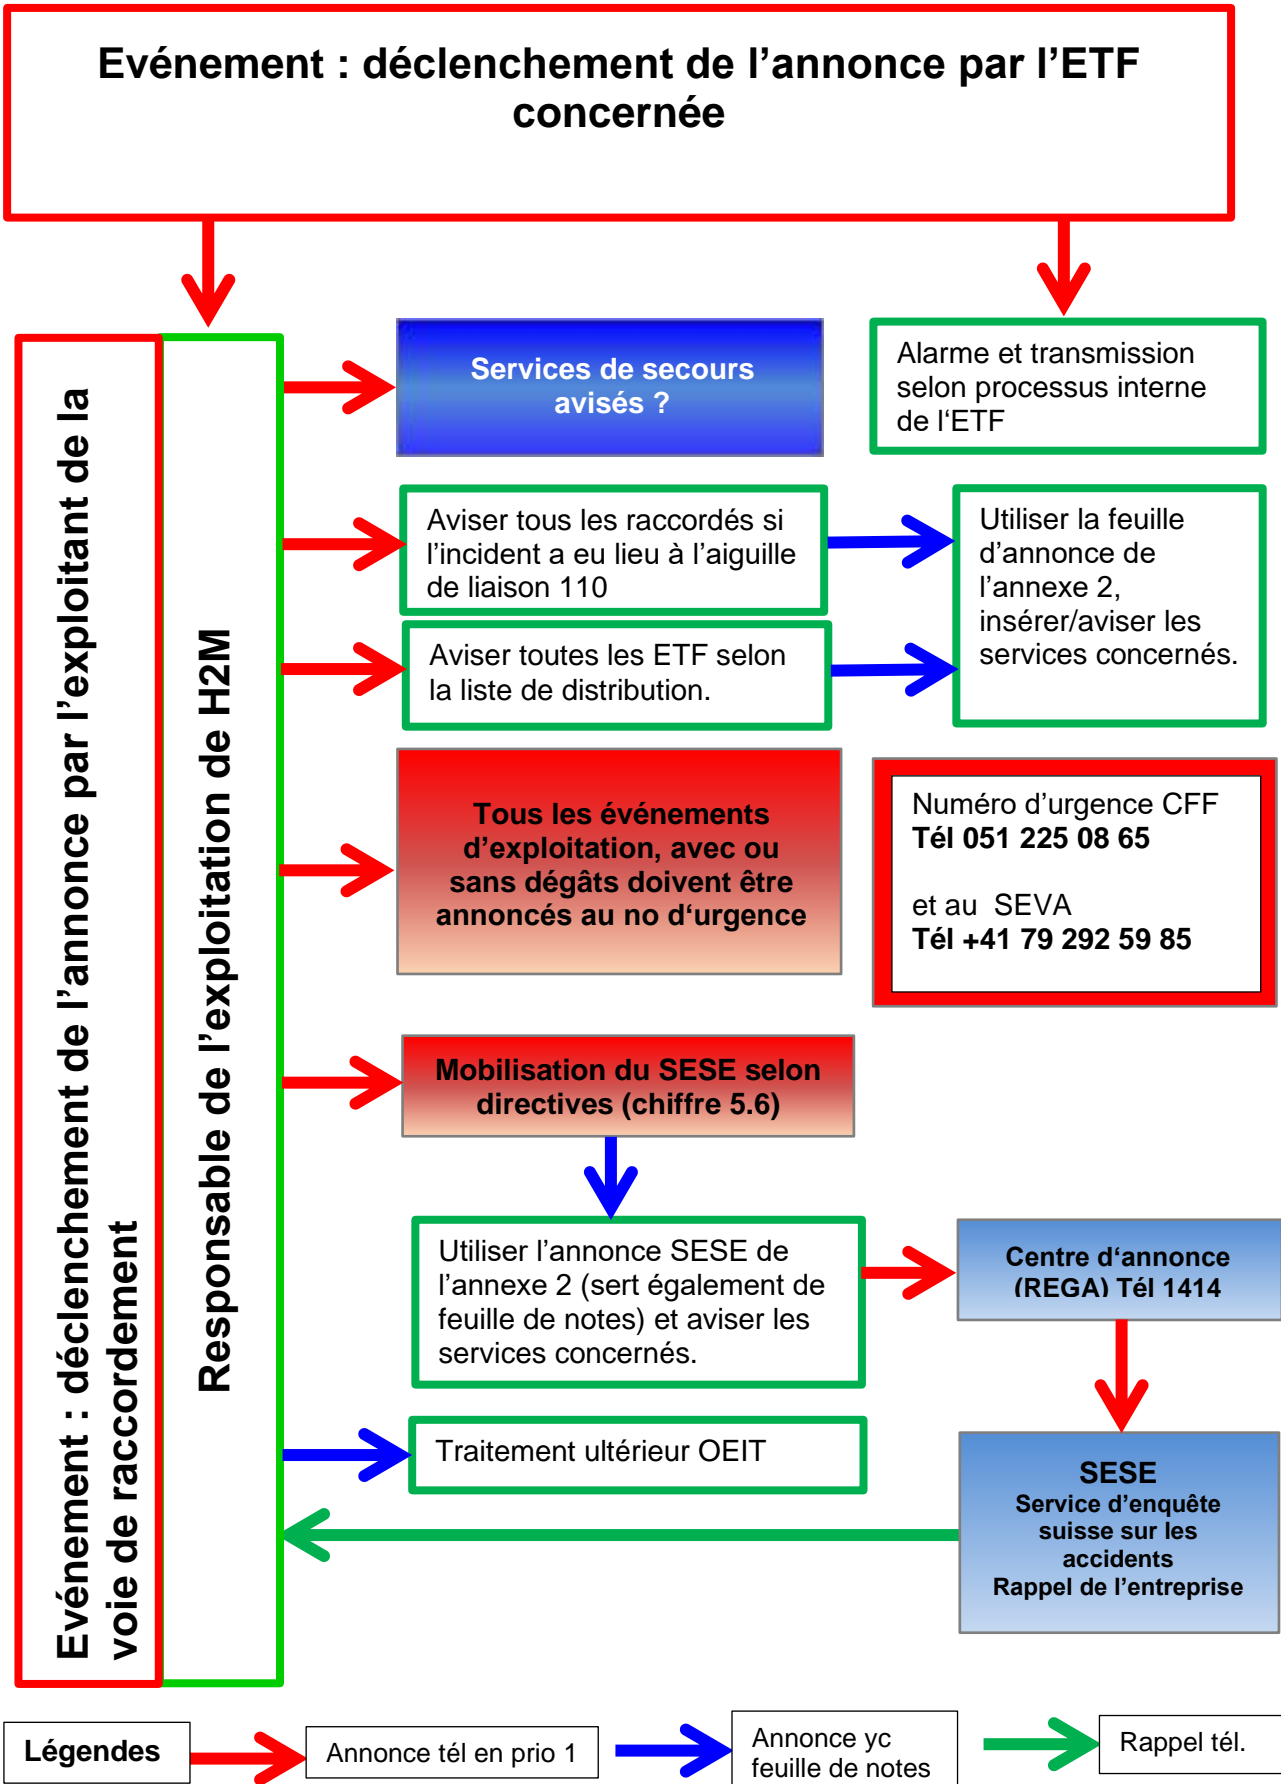 Evénement : déclenchement de l’annonce par l’ETF
concernée
Evénement : déclenchement de l’annonce par l’exploitant de la
voie de raccordement
Responsable de l’exploitation de H2M
Services de secours
avisés ?
Alarme et transmission
selon processus interne
de l‘ETF
Aviser tous les raccordés si
l’incident a eu lieu à l’aiguille
de liaison 110
Utiliser la feuille
d’annonce de
l’annexe 2,
insérer/aviser les
services concernés.
Aviser toutes les ETF selon
la liste de distribution.
Tous les événements
d’exploitation, avec ou
sans dégâts doivent être
annoncés au no d‘urgence
Numéro d’urgence CFF
Tél 051 225 08 65
et au  SEVA
Tél +41 79 292 59 85
Mobilisation du SESE selon
directives (chiffre 5.6)
Utiliser l’annonce SESE de
l’annexe 2 (sert également de
feuille de notes) et aviser les
services concernés.
Centre d‘annonce
(REGA) Tél 1414
Traitement ultérieur OEIT
SESE
Service d’enquête
suisse sur les
accidents
Rappel de l’entreprise
Légendes
Annonce tél en prio 1
Annonce yc
feuille de notes
Rappel tél.